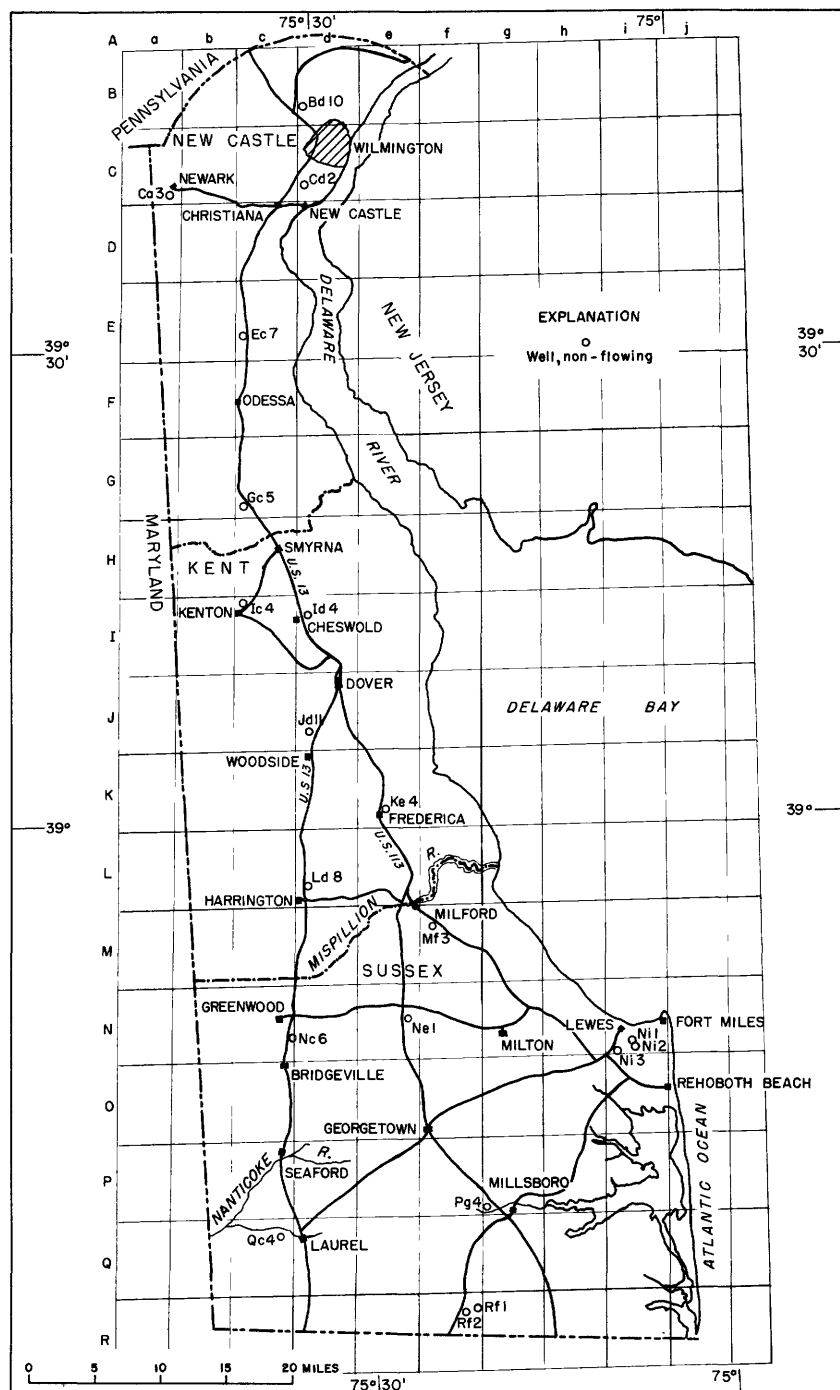 75°30'
75°
A a b c d e f g h i j
B
PENNSYLVANIA
Bd10
NEW CASTLE
WILMINGTON
C
NEWARK
Cd2
Ca3
CHRISTIANA
NEW CASTLE
D
DELAWARE
RIVER
NEW JERSEY
EXPLANATION
Well, non-flowing
E
Ec7
39°
30'
39°
30'
F
ODESSA
G
Gc5
MARYLAND
H
SMYRNA
KENT
U.S. 13
KENTON
Ic4
Id4
CHESWOLD
I
DOVER
J
DELAWARE BAY
Jd11
WOODSIDE
U.S 13
K
Ke4
FREDERICA
39°
39°
U.S. 113
R.
L
Ld8
HARRINGTON
MISPILLION
MILFORD
M
Mf3
SUSSEX
GREENWOOD
N
Nc6
Ne1
MILTON
LEWES
FORT MILES
Ni1
Ni2
Ni3
BRIDGEVILLE
REHOBOTH BEACH
O
GEORGETOWN
ATLANTIC OCEAN
P
NANTICOKE R.
SEAFORD
MILLSBORO
Pg4
Qc4
LAUREL
Q
Rf1
Rf2
R
0 5 10 15 20 MILES
75°30'
75°